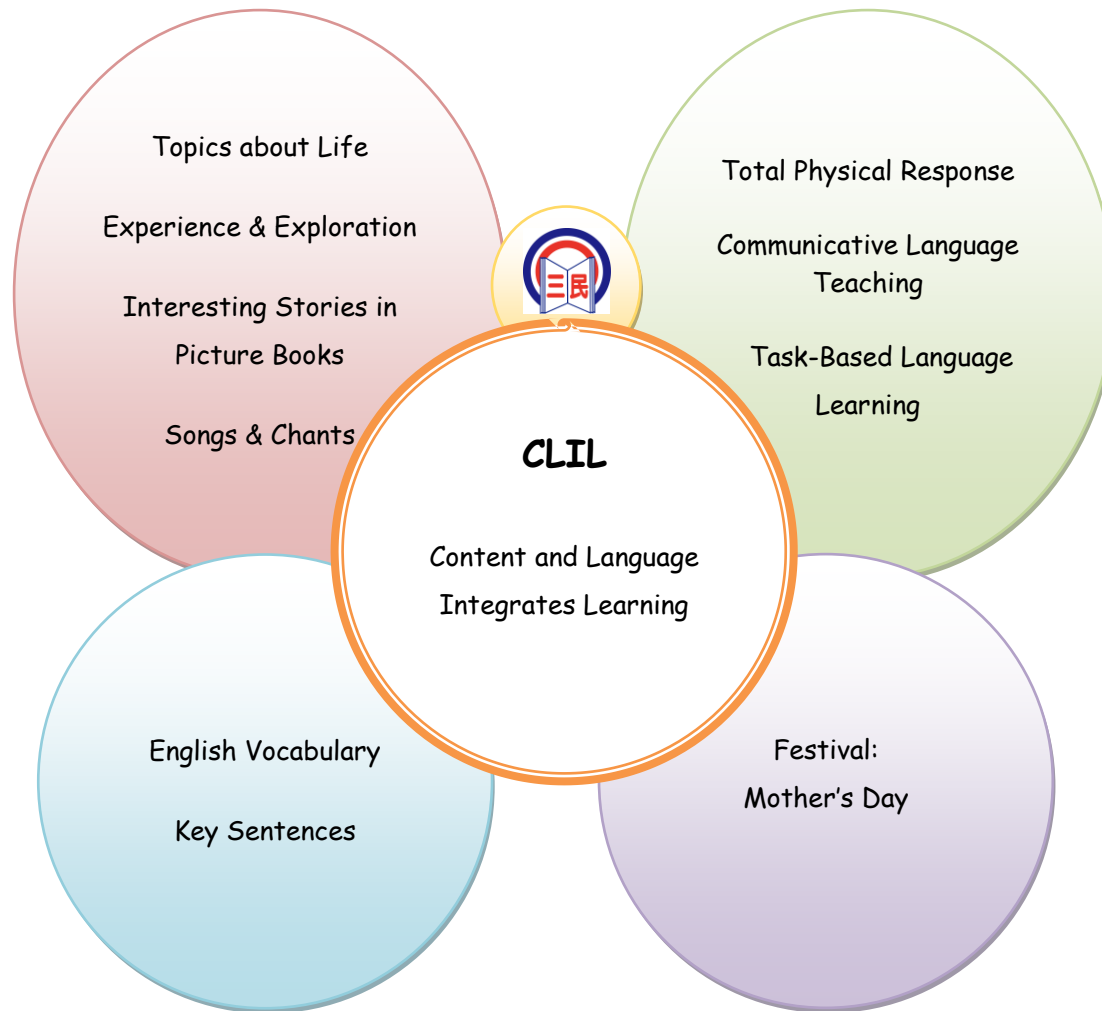 Topics about Life
Experience & Exploration
Interesting Stories in
Picture Books
Songs & Chants
Total Physical Response
Communicative Language
Teaching
Task-Based Language
Learning
三民
CLIL
Content and Language
Integrates Learning
English Vocabulary
Key Sentences
Festival:
Mother’s Day